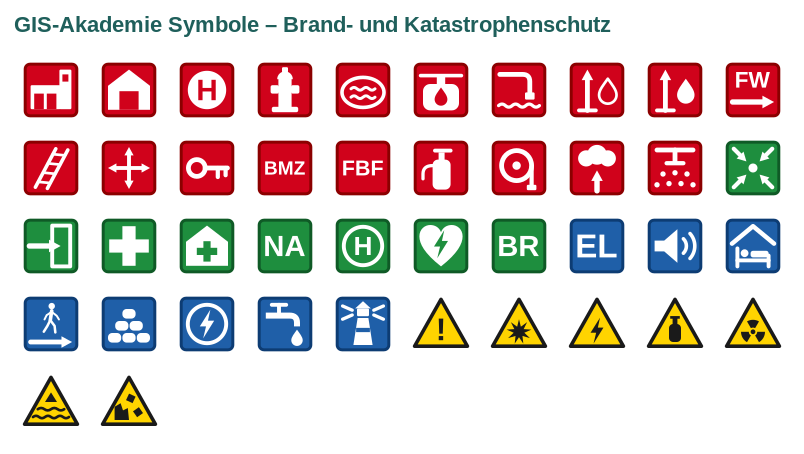 GIS-Akademie Symbole – Brand- und Katastrophenschutz
H
FW
BMZ
FBF
NA
H
BR
EL
!